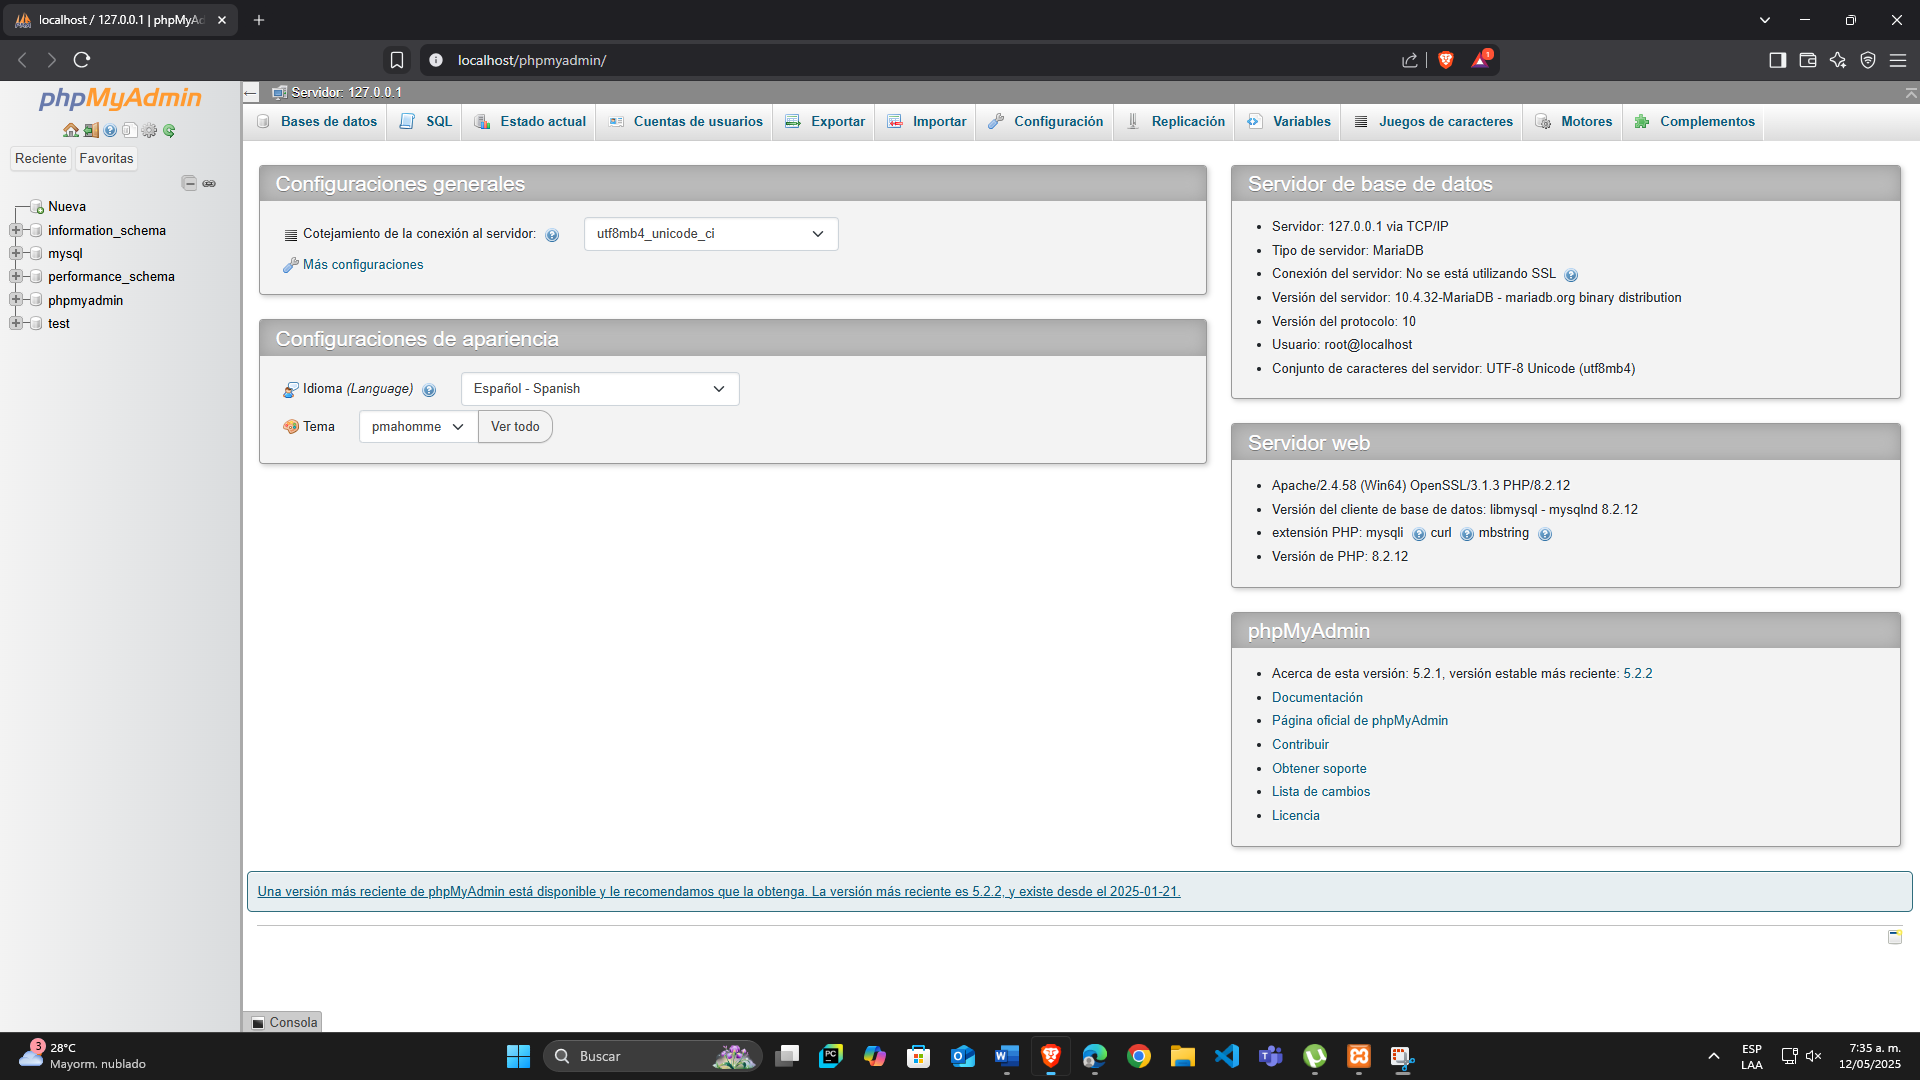 localhost / 127.0.0.1 | phpMyAd
localhost/phpmyadmin/
1
phpMyAdmin
Reciente Favoritas
Nueva
information_schema
mysql
performance_schema
phpmyadmin
test
Servidor: 127.0.0.1
Bases de datos SQL Estado actual Cuentas de usuarios Exportar Importar Configuración Replicación Variables Juegos de caracteres Motores Complementos
Configuraciones generales
Cotejamiento de la conexión al servidor: utf8mb4_unicode_ci
Más configuraciones
Configuraciones de apariencia
Idioma (Language) Español - Spanish
Tema pmahomme Ver todo
Servidor de base de datos
Servidor: 127.0.0.1 via TCP/IP
Tipo de servidor: MariaDB
Conexión del servidor: No se está utilizando SSL
Versión del servidor: 10.4.32-MariaDB - mariadb.org binary distribution
Versión del protocolo: 10
Usuario: root@localhost
Conjunto de caracteres del servidor: UTF-8 Unicode (utf8mb4)
Servidor web
Apache/2.4.58 (Win64) OpenSSL/3.1.3 PHP/8.2.12
Versión del cliente de base de datos: libmysql - mysqlnd 8.2.12
extensión PHP: mysqli curl mbstring
Versión de PHP: 8.2.12
phpMyAdmin
Acerca de esta versión: 5.2.1, versión estable más reciente: 5.2.2
Documentación
Página oficial de phpMyAdmin
Contribuir
Obtener soporte
Lista de cambios
Licencia
Una versión más reciente de phpMyAdmin está disponible y le recomendamos que la obtenga. La versión más reciente es 5.2.2, y existe desde el 2025-01-21.
Consola
3
28°C
Mayorm. nublado
Buscar
ESP
LAA
7:35 a. m.
12/05/2025